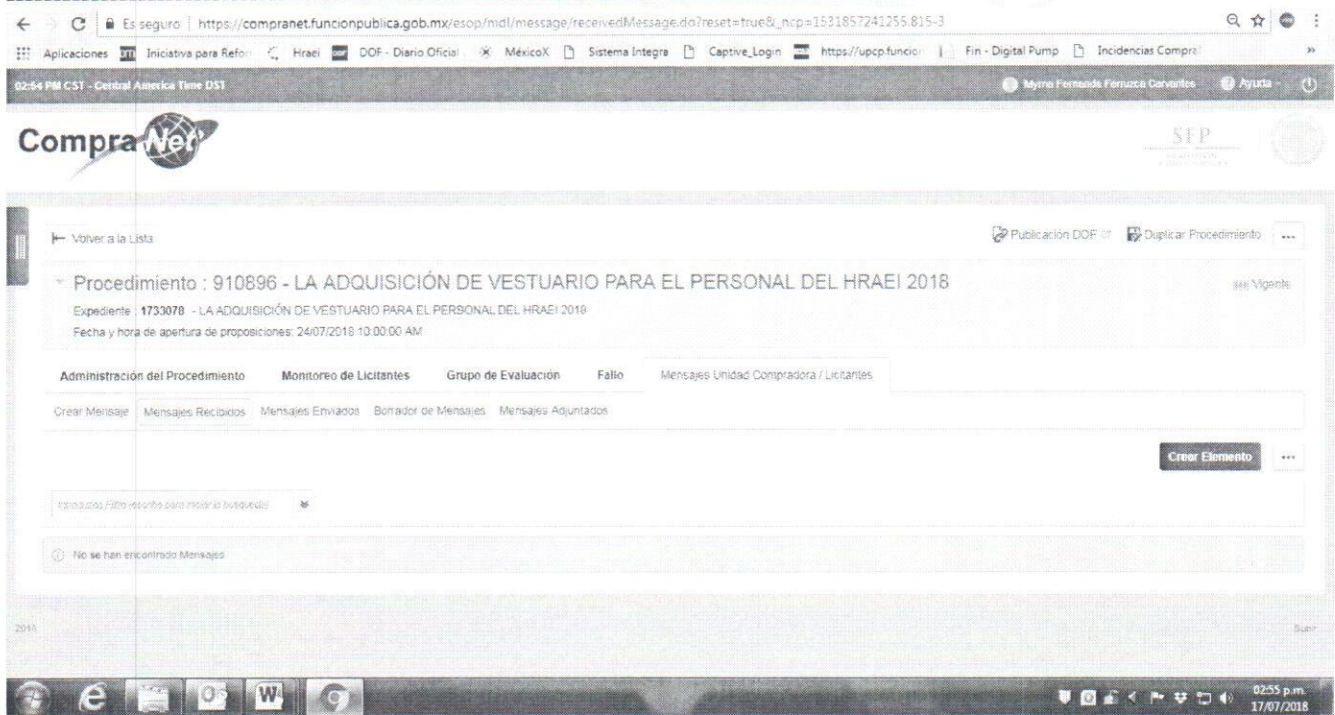 Es seguro | https://compranet.funcionpublica.gob.mx/esop/mdl/message/receivedMessage.do?reset=true&_ncp=1531857241255.815-3
Aplicaciones Iniciativa para Refor Hraei DOF - Diario Oficial MéxicoX Sistema Integra Captive_Login https://upcp.funcio Fin - Digital Pump Incidencias Compra »
02:54 PM CST - Central America Time DST Ayuda
CompraNet
SFP
Volver a la Lista Publicación DOF Duplicar Procedimiento ...
Procedimiento : 910896 - LA ADQUISICIÓN DE VESTUARIO PARA EL PERSONAL DEL HRAEI 2018 Vigente
Expediente : 1733078 - LA ADQUISICIÓN DE VESTUARIO PARA EL PERSONAL DEL HRAEI 2018
Fecha y hora de apertura de proposiciones: 24/07/2018 10:00:00 AM
Administración del Procedimiento Monitoreo de Licitantes Grupo de Evaluación Fallo Mensajes Unidad Compradora / Licitantes
Crear Mensaje Mensajes Recibidos Mensajes Enviados Borrador de Mensajes Mensajes Adjuntados
Crear Elemento ...
No se han encontrado Mensajes
Subir
02:55 p.m.
17/07/2018